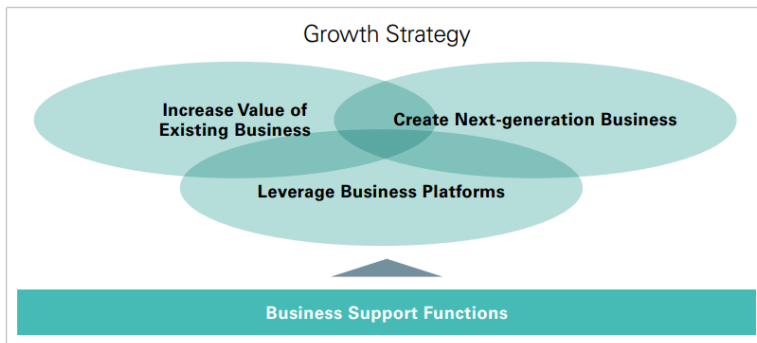 Growth Strategy
Increase Value of
Existing Business
Create Next-generation Business
Leverage Business Platforms
Business Support Functions